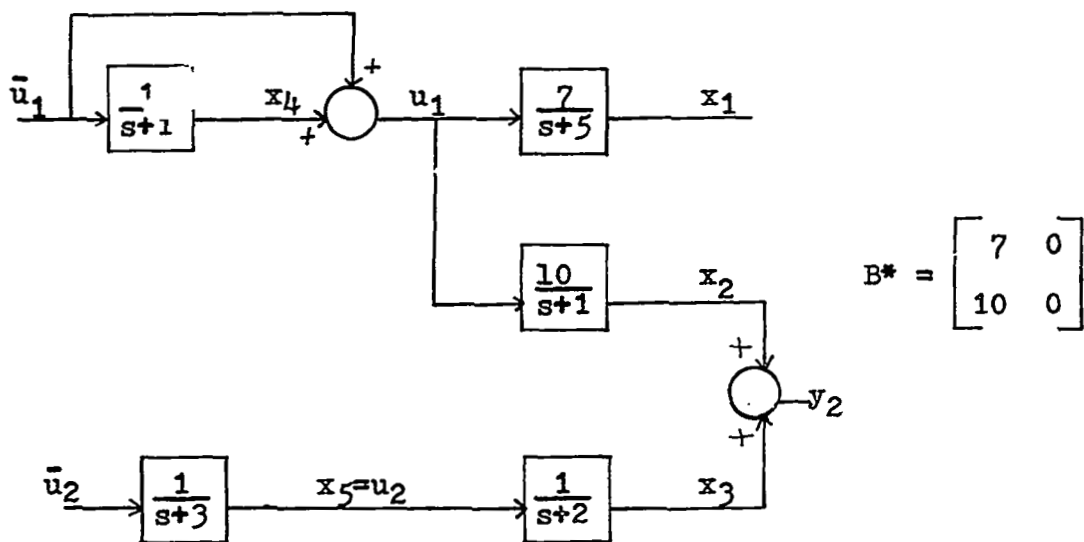 +
ū₁ 1/s+1 x₄ + u₁ 7/s+5 x₁
B* = [7 0
10 0]
10/s+1 x₂
+
y₂
+
ū₂ 1/s+3 x₅=u₂ 1/s+2 x₃